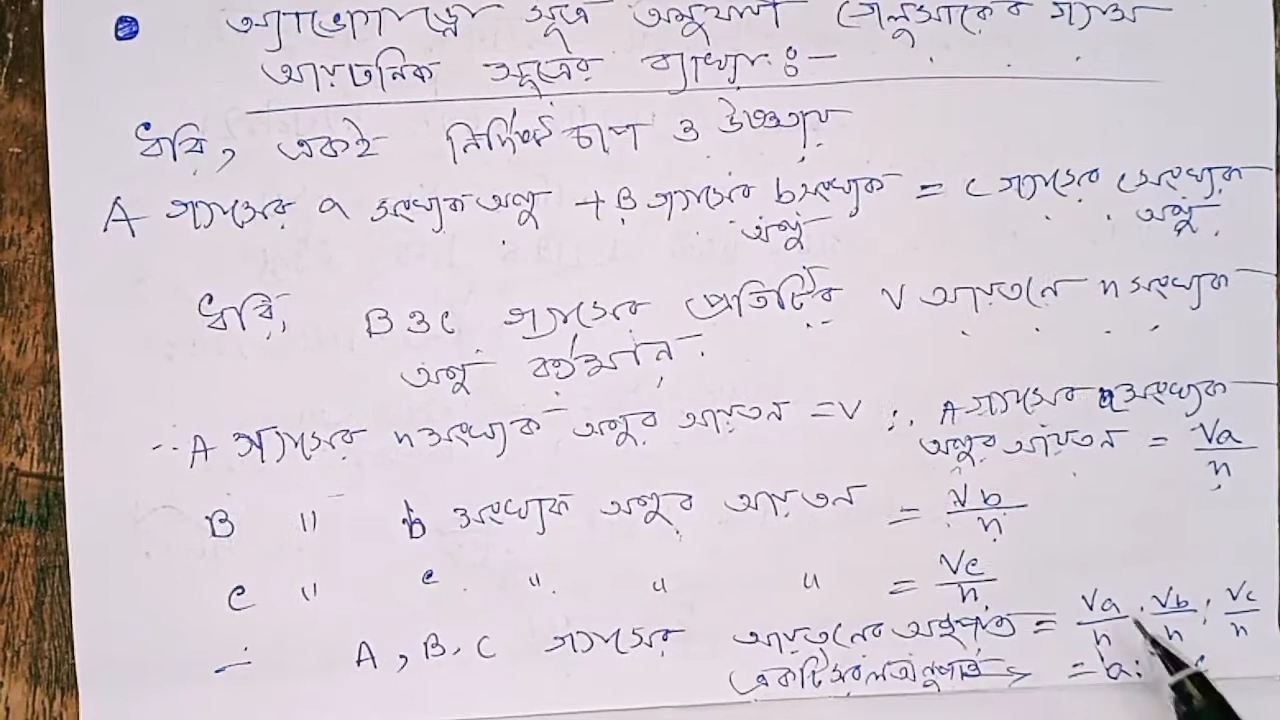 অ্যাভোগাড্রো সূত্র অনুযায়ী গেলুসাকের গ্যাস
আয়তনিক সূত্রের ব্যাখ্যা :-
ধরি, একই নির্দিষ্ট চাপ ও উষ্ণতায়
A গ্যাসের a সংখ্যক অণু + B গ্যাসের b সংখ্যক অণু = C গ্যাসের c সংখ্যক অণু
ধরি, B ও C গ্যাসের প্রতিটির V আয়তনে n সংখ্যক
অণু বর্তমান.
∴ A গ্যাসের n সংখ্যক অণুর আয়তন = V ∴ A গ্যাসের a সংখ্যক
অণুর আয়তন = Va/n
B " b সংখ্যক অণুর আয়তন = Vb/n
C " c " " " = Vc/n
∴ A, B, C গ্যাসের আয়তনের অনুপাত = Va/n : Vb/n : Vc/n
একটি সরল অনুপাত → = a: